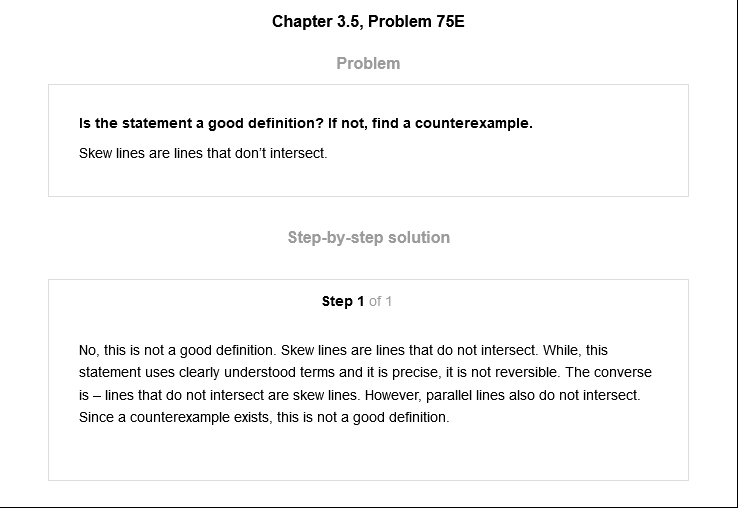 Chapter 3.5, Problem 75E
Problem
Is the statement a good definition? If not, find a counterexample.
Skew lines are lines that don’t intersect.
Step-by-step solution
Step 1 of 1
No, this is not a good definition. Skew lines are lines that do not intersect. While, this
statement uses clearly understood terms and it is precise, it is not reversible. The converse
is – lines that do not intersect are skew lines. However, parallel lines also do not intersect.
Since a counterexample exists, this is not a good definition.